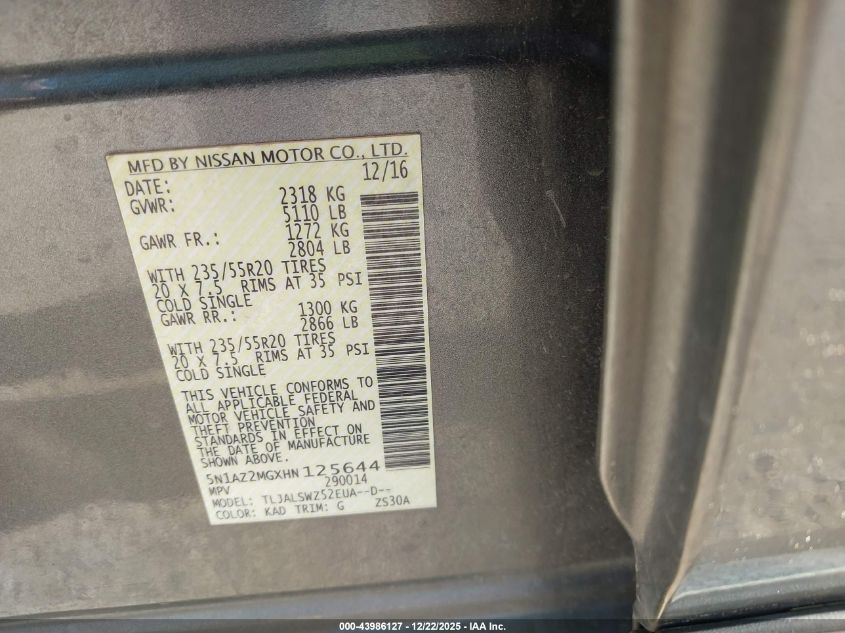 MFD BY NISSAN MOTOR CO., LTD.
DATE: 12/16
GVWR: 2318 KG
5110 LB
GAWR FR.: 1272 KG
2804 LB
WITH 235/55R20 TIRES
20 X 7.5 RIMS AT 35 PSI
COLD SINGLE
GAWR RR.: 1300 KG
2866 LB
WITH 235/55R20 TIRES
20 X 7.5 RIMS AT 35 PSI
COLD SINGLE
THIS VEHICLE CONFORMS TO
ALL APPLICABLE FEDERAL
MOTOR VEHICLE SAFETY AND
THEFT PREVENTION
STANDARDS IN EFFECT ON
THE DATE OF MANUFACTURE
SHOWN ABOVE.
5N1AZ2MGXHN125644
MPV 290014
MODEL: TLJALSWZ52EUA--D--
COLOR: KAD TRIM: G ZS30A
000-43986127 - 12/22/2025 - IAA Inc.